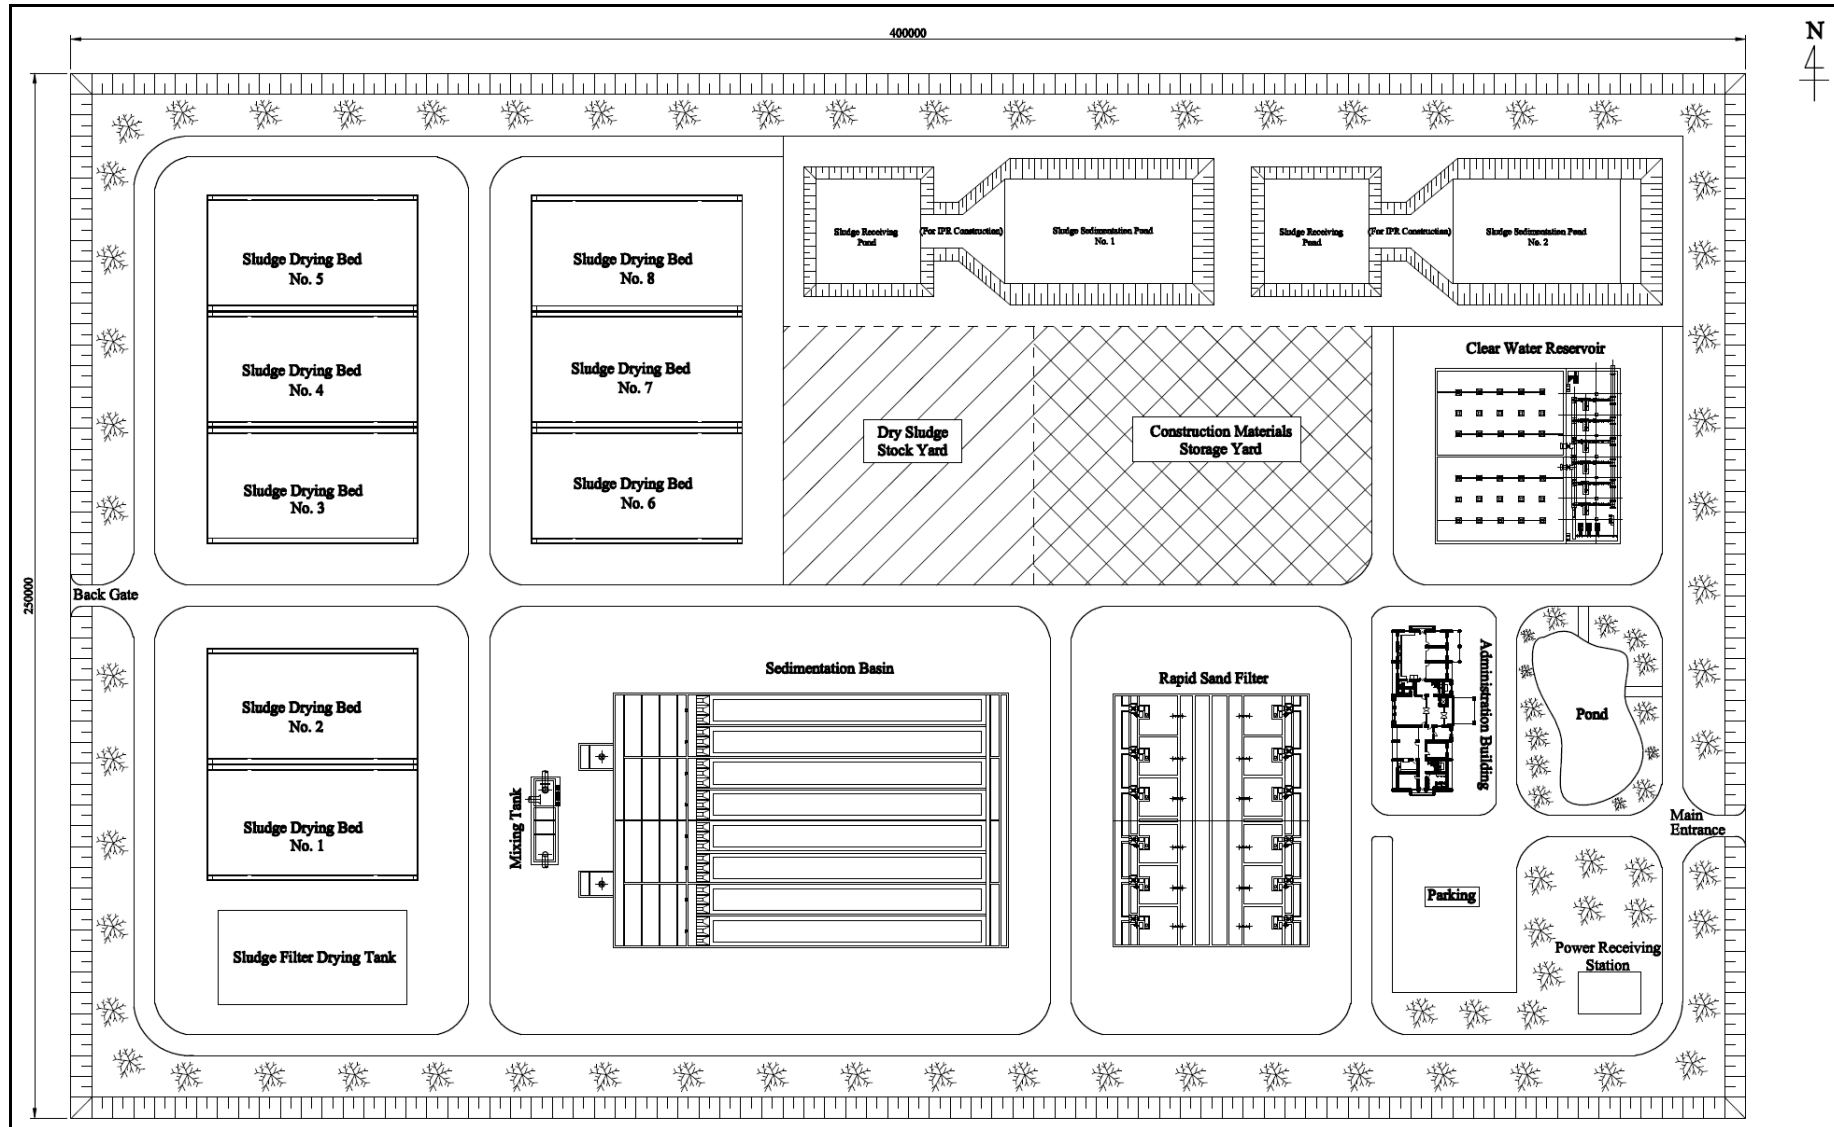 400000
N
250000
Sludge Receiving
Pond
(For IPR Construction)
Sludge Sedimentation Pond
No. 1
Sludge Receiving
Pond
(For IPR Construction)
Sludge Sedimentation Pond
No. 2
Sludge Drying Bed
No. 5
Sludge Drying Bed
No. 8
Sludge Drying Bed
No. 4
Sludge Drying Bed
No. 7
Sludge Drying Bed
No. 3
Sludge Drying Bed
No. 6
Dry Sludge
Stock Yard
Construction Materials
Storage Yard
Clear Water Reservoir
Back Gate
Sludge Drying Bed
No. 2
Sludge Drying Bed
No. 1
Sludge Filter Drying Tank
Mixing Tank
Sedimentation Basin
Rapid Sand Filter
Administration Building
Pond
Main
Entrance
Parking
Power Receiving
Station